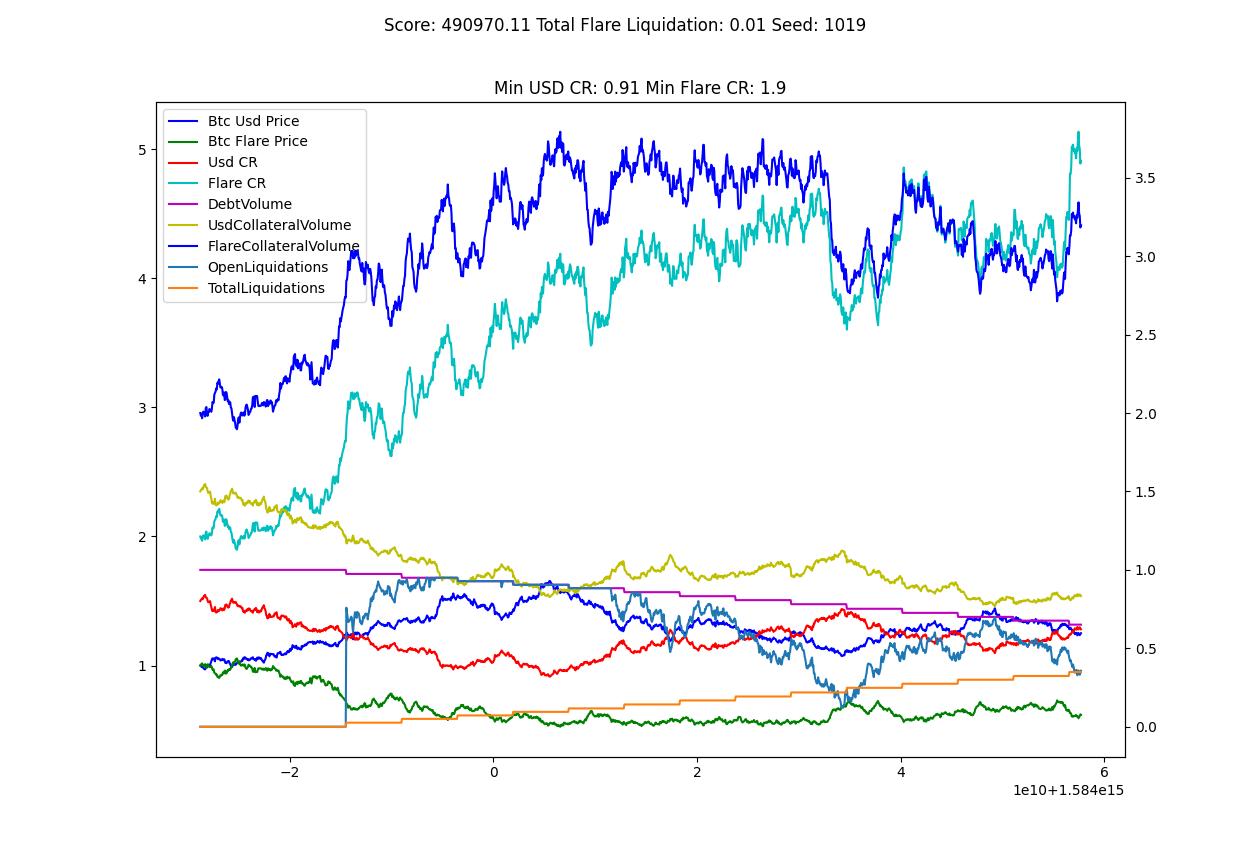 Score: 490970.11 Total Flare Liquidation: 0.01 Seed: 1019
Min USD CR: 0.91 Min Flare CR: 1.9
Btc Usd Price
Btc Flare Price
Usd CR
Flare CR
DebtVolume
UsdCollateralVolume
FlareCollateralVolume
OpenLiquidations
TotalLiquidations
5
4
3
2
1
3.5
3.0
2.5
2.0
1.5
1.0
0.5
0.0
−2 0 2 4 6
1e10+1.584e15